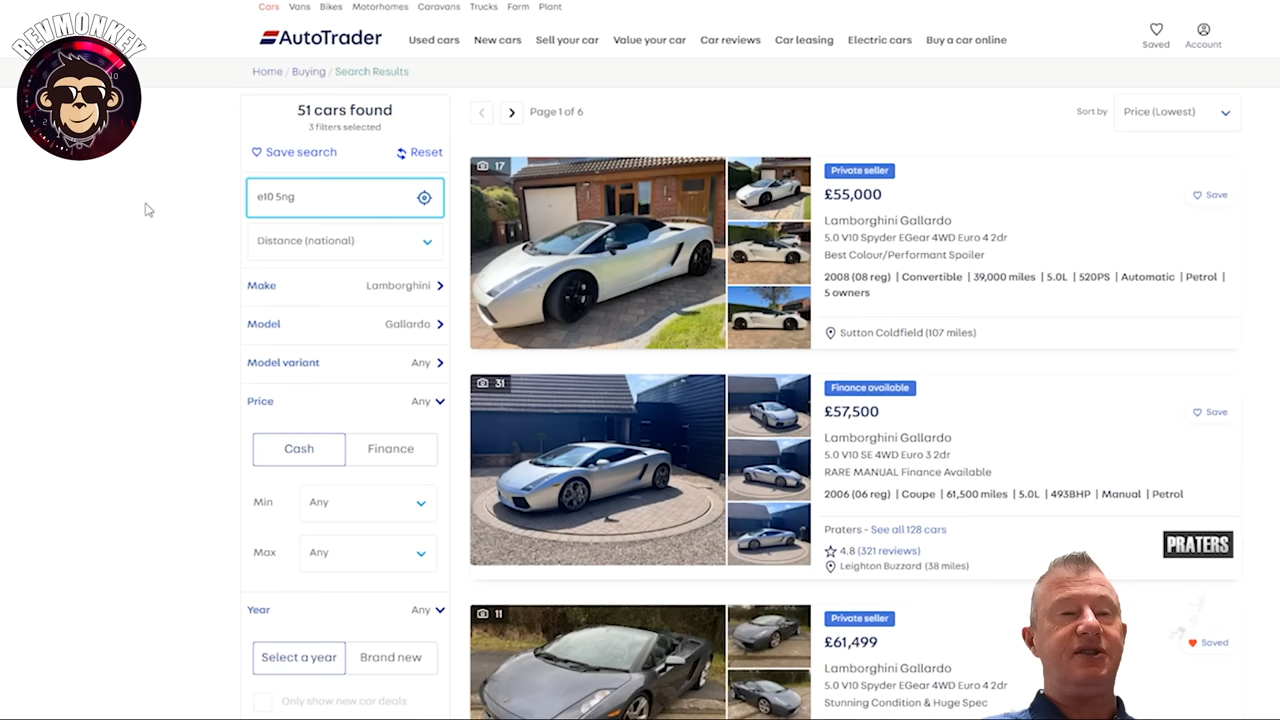 Cars Vans Bikes Motorhomes Caravans Trucks Farm Plant
REVMONKEY
AutoTrader Used cars New cars Sell your car Value your car Car reviews Car leasing Electric cars Buy a car online Saved Account
Home / Buying / Search Results
51 cars found
3 filters selected
Save search Reset
e10 5ng
Distance (national)
Make Lamborghini
Model Gallardo
Model variant Any
Price Any
Cash Finance
Min Any
Max Any
Year Any
Select a year Brand new
Only show new car deals
Page 1 of 6
Sort by Price (Lowest)
17
Private seller
£55,000
Save
Lamborghini Gallardo
5.0 V10 Spyder EGear 4WD Euro 4 2dr
Best Colour/Performant Spoiler
2008 (08 reg) | Convertible | 39,000 miles | 5.0L | 520PS | Automatic | Petrol |
5 owners
Sutton Coldfield (107 miles)
31
Finance available
£57,500
Save
Lamborghini Gallardo
5.0 V10 SE 4WD Euro 3 2dr
RARE MANUAL Finance Available
2006 (06 reg) | Coupe | 61,500 miles | 5.0L | 493BHP | Manual | Petrol
Praters - See all 128 cars
4.8 (321 reviews)
Leighton Buzzard (38 miles)
PRATERS
11
Private seller
£61,499
Saved
Lamborghini Gallardo
5.0 V10 Spyder EGear 4WD Euro 4 2dr
Stunning Condition & Huge Spec